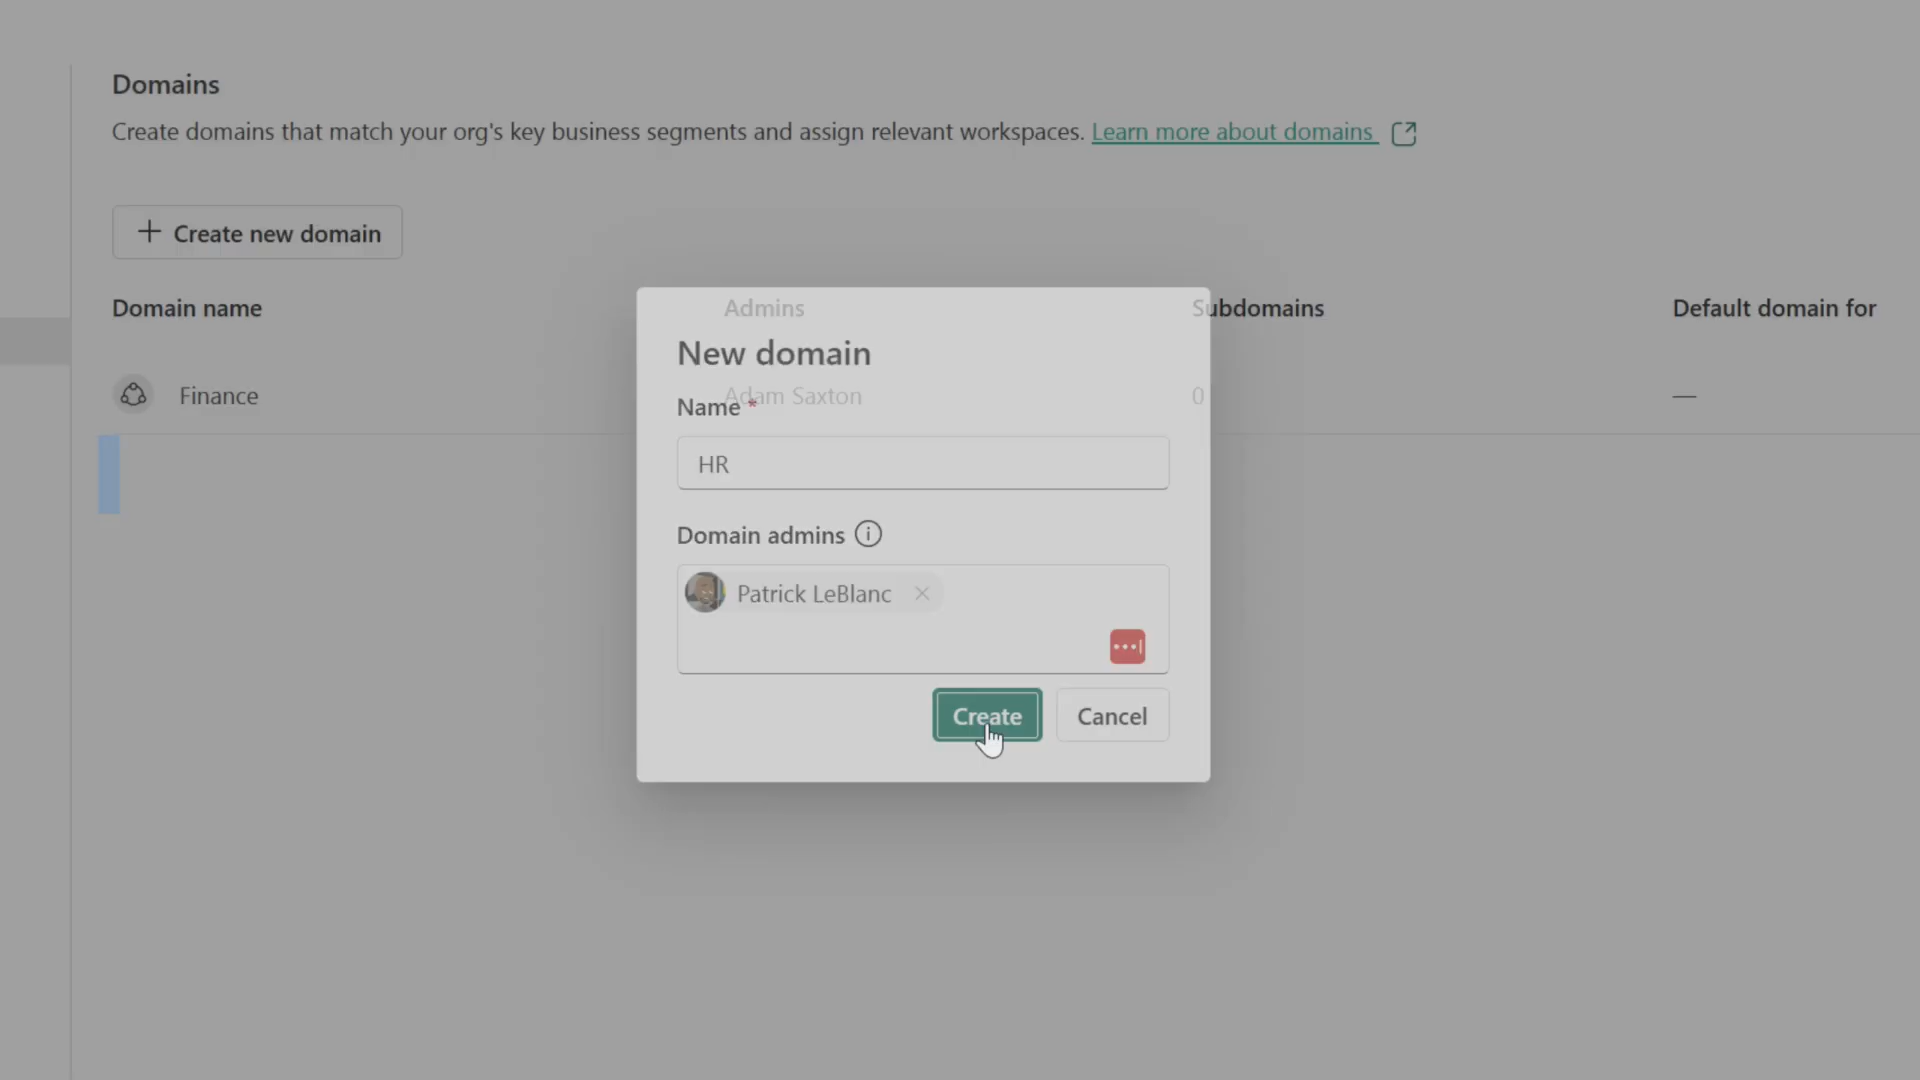 Domains
Create domains that match your org's key business segments and assign relevant workspaces. Learn more about domains
Create new domain
Domain name Admins Subdomains Default domain for
Finance Adam Saxton 0 —
New domain
Name *
HR
Domain admins
Patrick LeBlanc
Create Cancel